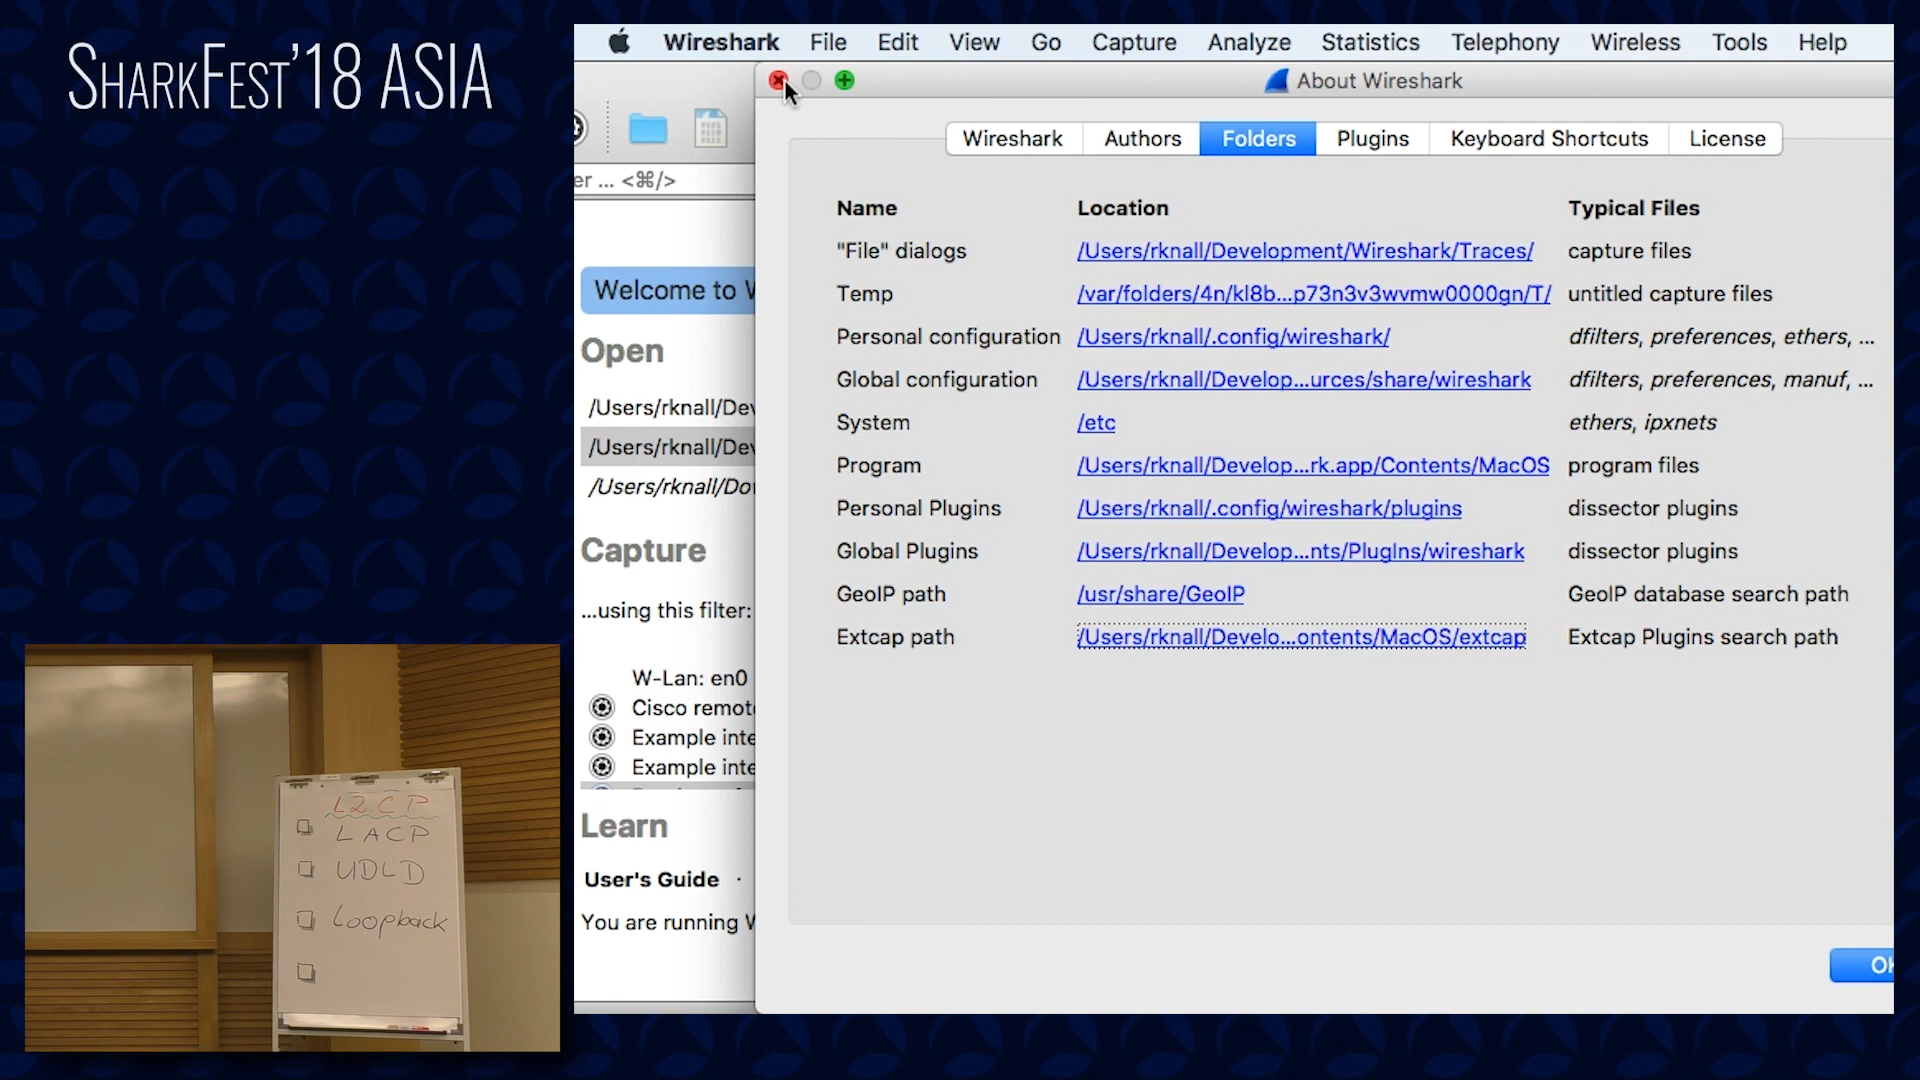 SHARKFEST'18 ASIA
Wireshark File Edit View Go Capture Analyze Statistics Telephony Wireless Tools Help
About Wireshark
Wireshark Authors Folders Plugins Keyboard Shortcuts License
er ... <⌘/>
Name Location Typical Files
"File" dialogs /Users/rknall/Development/Wireshark/Traces/ capture files
Temp /var/folders/4n/kl8b...p73n3v3wvmw0000gn/T/ untitled capture files
Personal configuration /Users/rknall/.config/wireshark/ dfilters, preferences, ethers, ...
Global configuration /Users/rknall/Develop...urces/share/wireshark dfilters, preferences, manuf, ...
System /etc ethers, ipxnets
Program /Users/rknall/Develop...rk.app/Contents/MacOS program files
Personal Plugins /Users/rknall/.config/wireshark/plugins dissector plugins
Global Plugins /Users/rknall/Develop...nts/PlugIns/wireshark dissector plugins
GeoIP path /usr/share/GeoIP GeoIP database search path
Extcap path /Users/rknall/Develo...ontents/MacOS/extcap Extcap Plugins search path
OK
Welcome to W
Open
/Users/rknall/Dev
/Users/rknall/Dev
/Users/rknall/Dov
Capture
...using this filter:
W-Lan: en0
Cisco remote
Example inte
Example inte
Learn
User's Guide ·
You are running W
L2CP
LACP
UDLD
Loopback